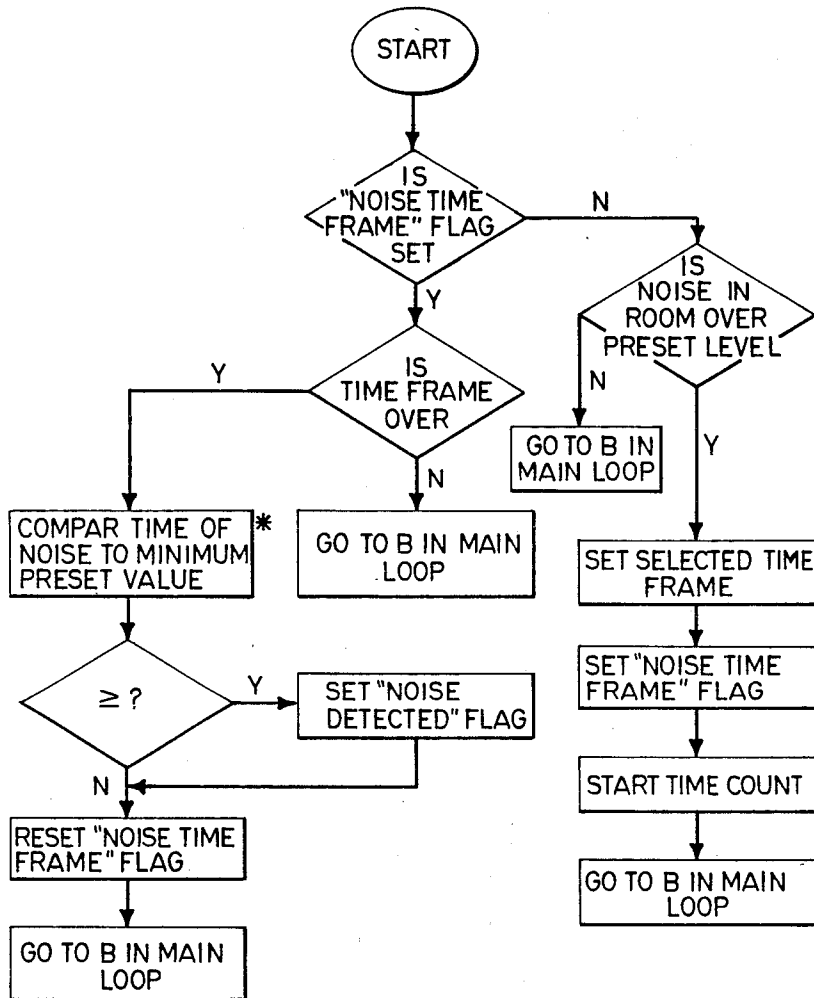 START
IS
"NOISE TIME
FRAME" FLAG
SET
N
Y
IS
NOISE IN
ROOM OVER
PRESET LEVEL
N
Y
GO TO B IN
MAIN LOOP
IS
TIME FRAME
OVER
Y
N
COMPAR TIME OF *
NOISE TO MINIMUM
PRESET VALUE
GO TO B IN MAIN
LOOP
SET SELECTED TIME
FRAME
≥ ?
Y
N
SET "NOISE
DETECTED" FLAG
SET "NOISE TIME
FRAME" FLAG
START TIME COUNT
RESET "NOISE TIME
FRAME" FLAG
GO TO B IN MAIN
LOOP
GO TO B IN MAIN
LOOP